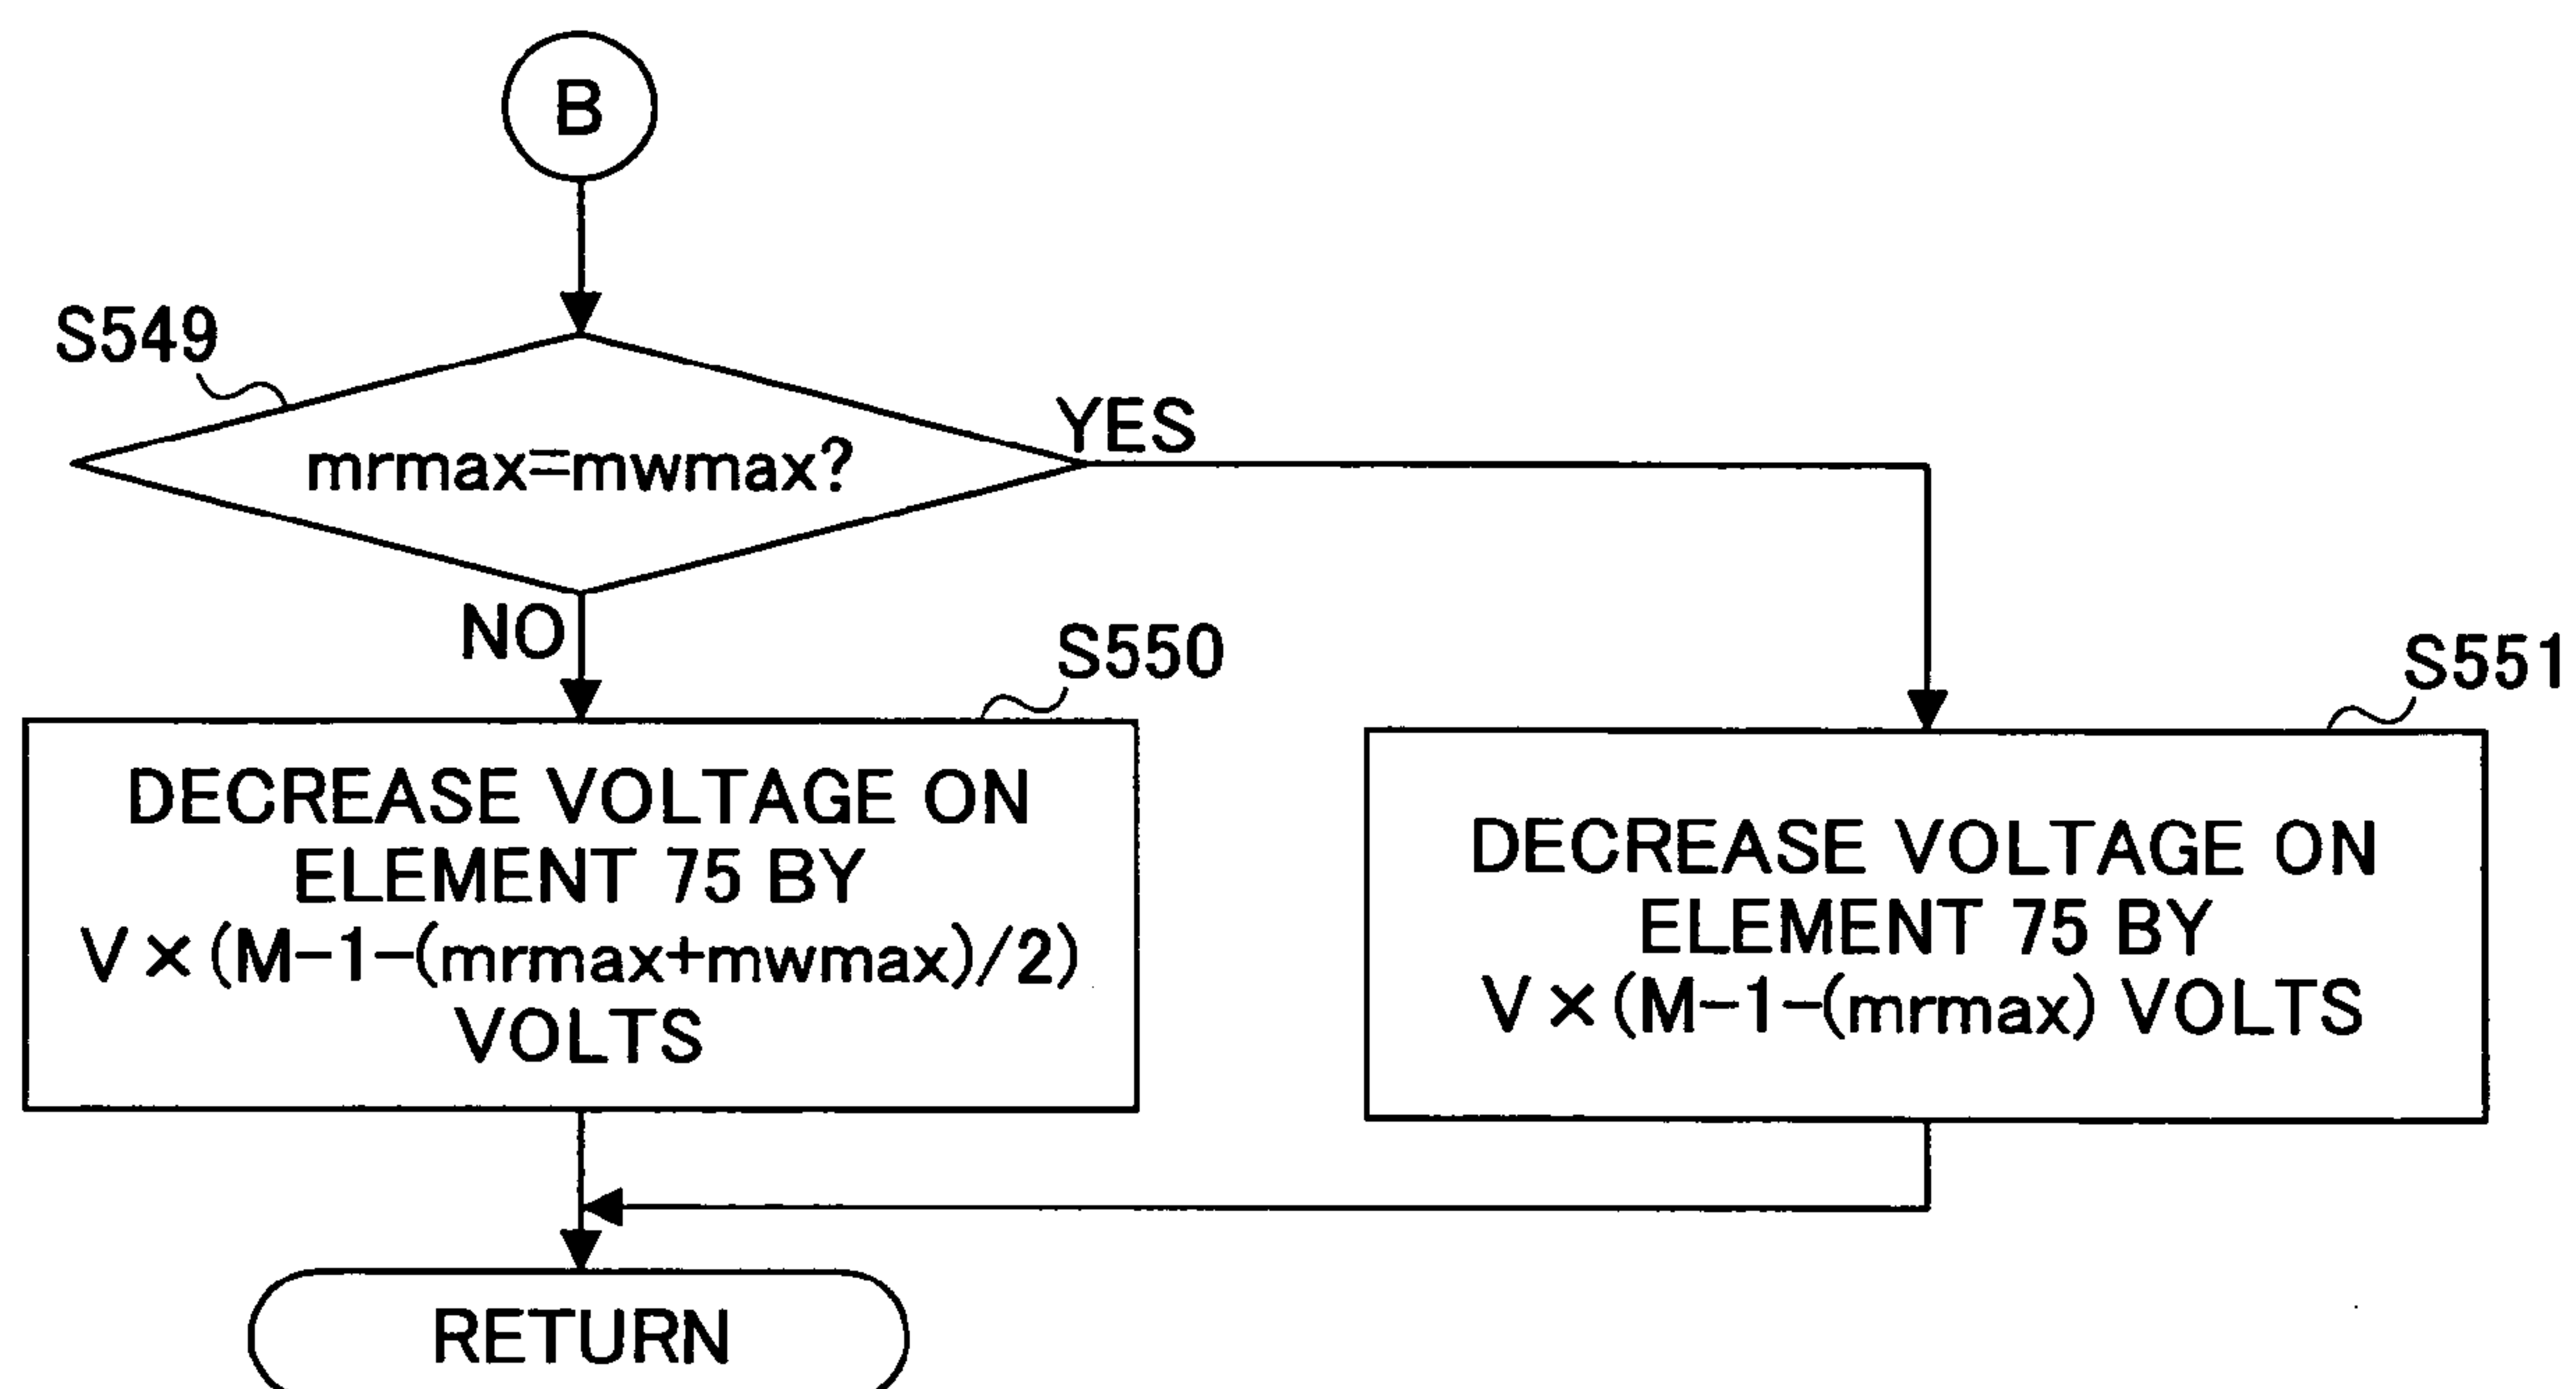 B
S549
mrmax=mwmax?
YES
NO
S550
DECREASE VOLTAGE ON
ELEMENT 75 BY
V×(M-1-(mrmax+mwmax)/2)
VOLTS
S551
DECREASE VOLTAGE ON
ELEMENT 75 BY
V×(M-1-(mrmax) VOLTS
RETURN